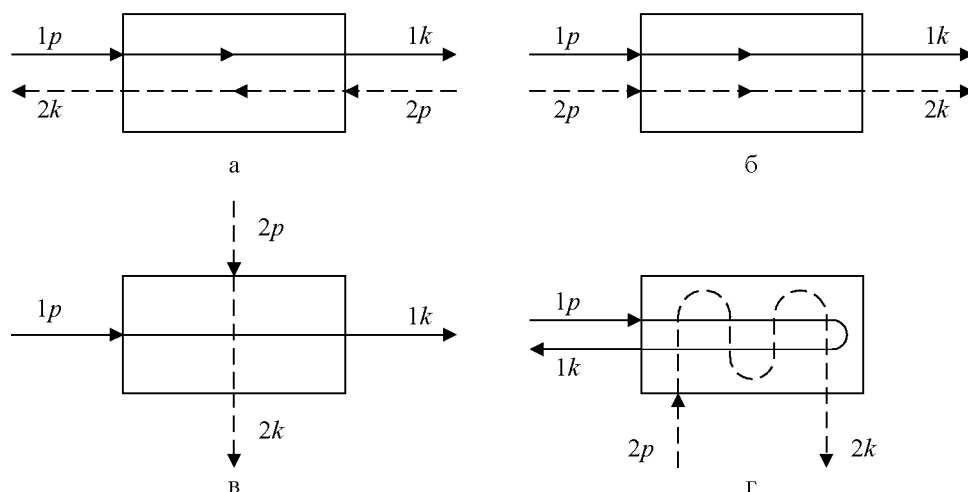 1p 1k 1p 1k
2k 2p 2p 2k
а б
2p
1p 1k 1p
1k
2k 2p 2k
в г